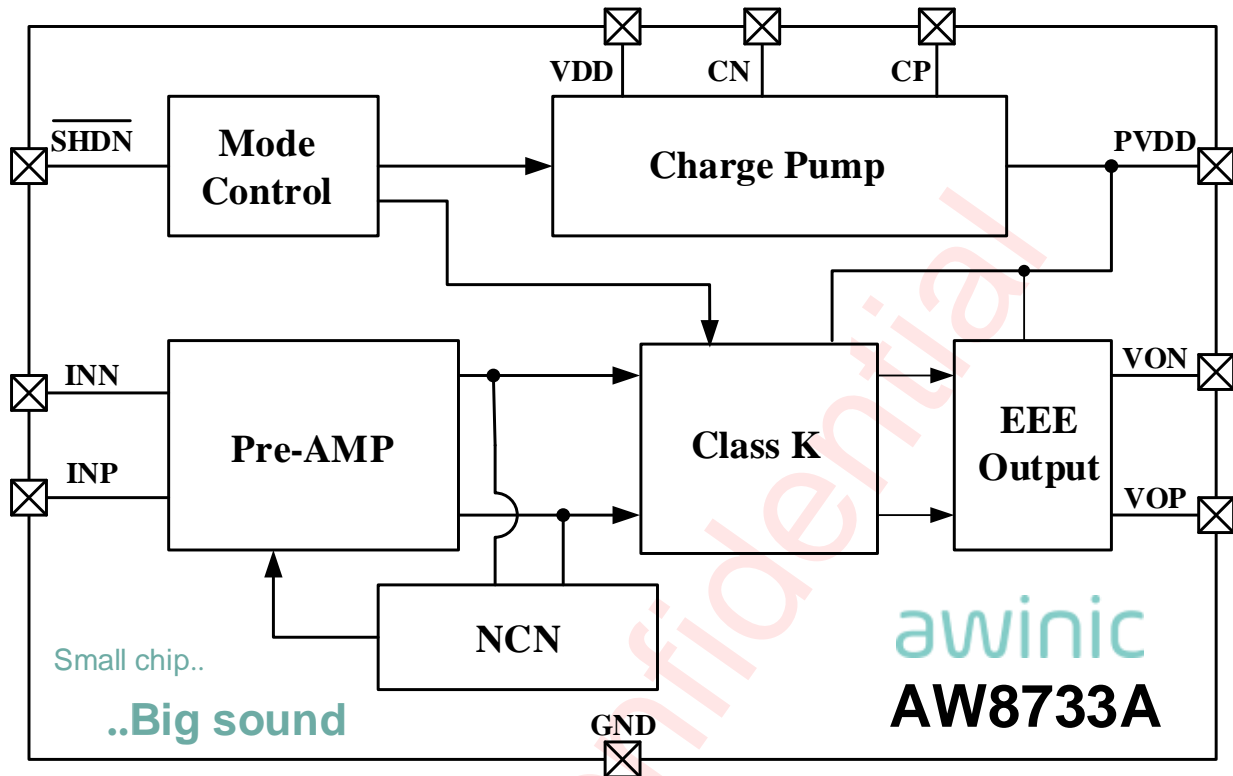 VDD
CN
CP
SHDN
Mode
Control
Charge Pump
PVDD
INN
INP
Pre-AMP
Class K
EEE
Output
VON
VOP
NCN
Small chip..
..Big sound
awinic
AW8733A
GND
onfidential